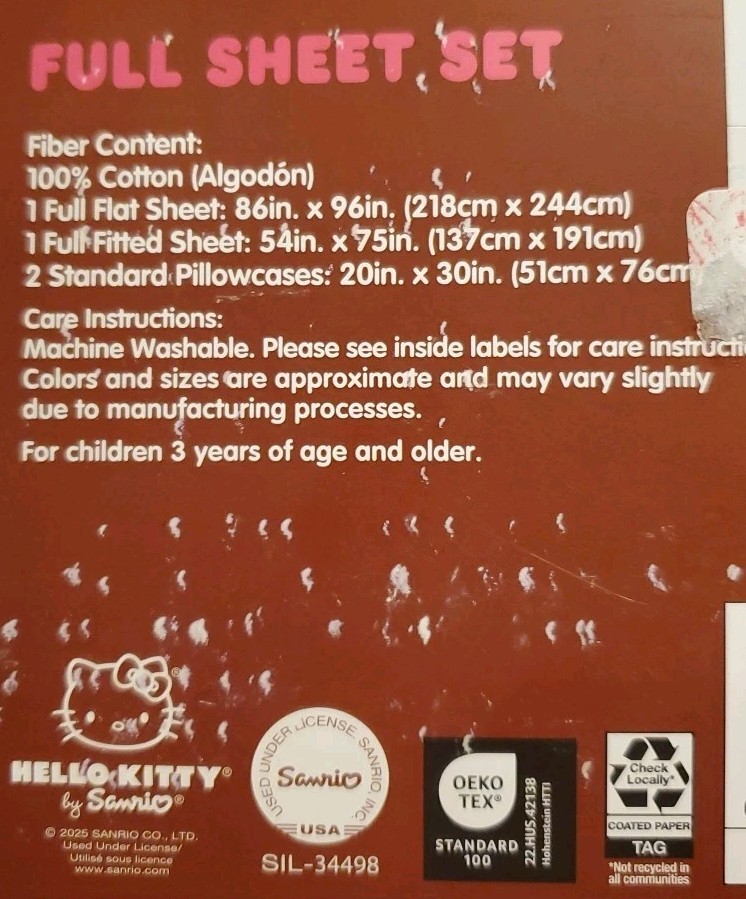 FULL SHEET SET
Fiber Content:
100% Cotton (Algodón)
1 Full Flat Sheet: 86in. x 96in. (218cm x 244cm)
1 Full Fitted Sheet: 54in. x 75in. (137cm x 191cm)
2 Standard Pillowcases: 20in. x 30in. (51cm x 76cm
Care Instructions:
Machine Washable. Please see inside labels for care instructi
Colors and sizes are approximate and may vary slightly
due to manufacturing processes.
For children 3 years of age and older.
HELLO KITTY®
by Sanrio®
© 2025 SANRIO CO., LTD.
Used Under License/
Utilisé sous licence
www.sanrio.com
USED UNDER LICENSE SANRIO, INC.
Sanrio
USA
SIL-34498
OEKO
TEX®
STANDARD
100
22.HUS.42138
Hohenstein HTTI
Check
Locally*
COATED PAPER
TAG
*Not recycled in
all communities